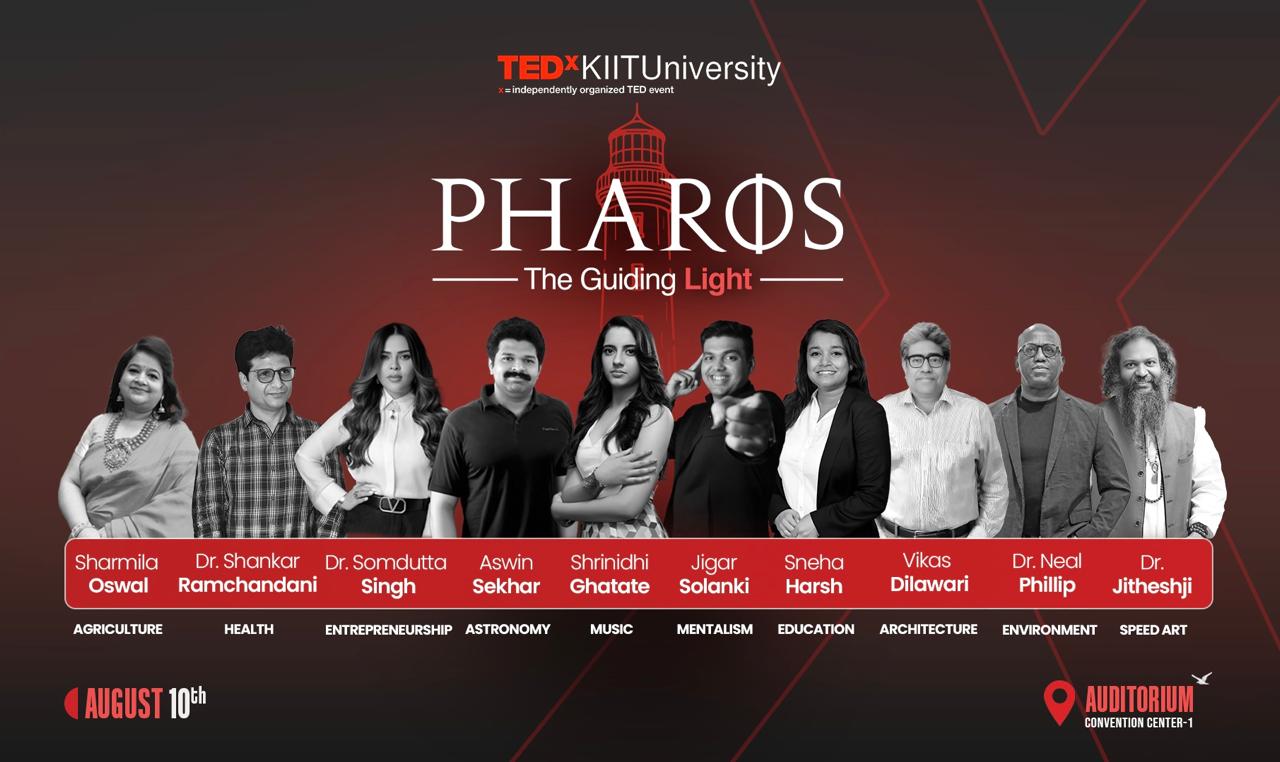 TEDxKIITUniversity
x = independently organized TED event
PHAROS
The Guiding Light
Sharmila Oswal
Dr. Shankar Ramchandani
Dr. Somdutta Singh
Aswin Sekhar
Shrinidhi Ghatate
Jigar Solanki
Sneha Harsh
Vikas Dilawari
Dr. Neal Phillip
Dr. Jitheshji
AGRICULTURE HEALTH ENTREPRENEURSHIP ASTRONOMY MUSIC MENTALISM EDUCATION ARCHITECTURE ENVIRONMENT SPEED ART
AUGUST 10th
AUDITORIUM
CONVENTION CENTER-1